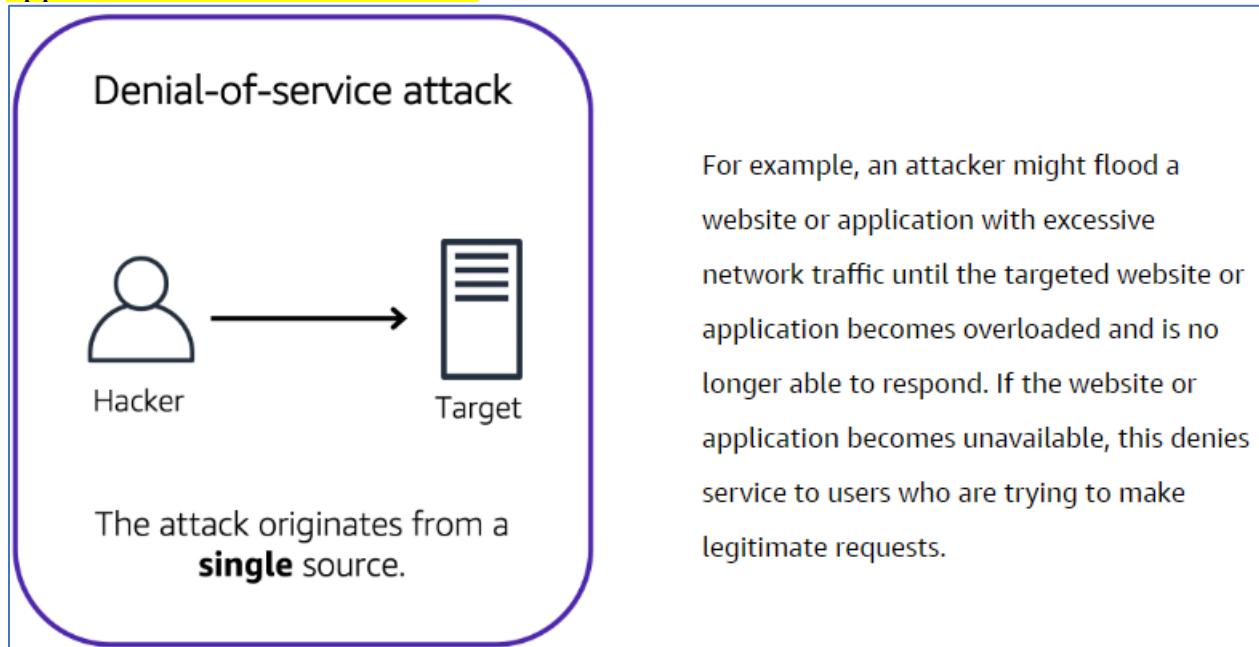 Denial-of-service attack
Hacker
Target
The attack originates from a
single source.
For example, an attacker might flood a
website or application with excessive
network traffic until the targeted website or
application becomes overloaded and is no
longer able to respond. If the website or
application becomes unavailable, this denies
service to users who are trying to make
legitimate requests.